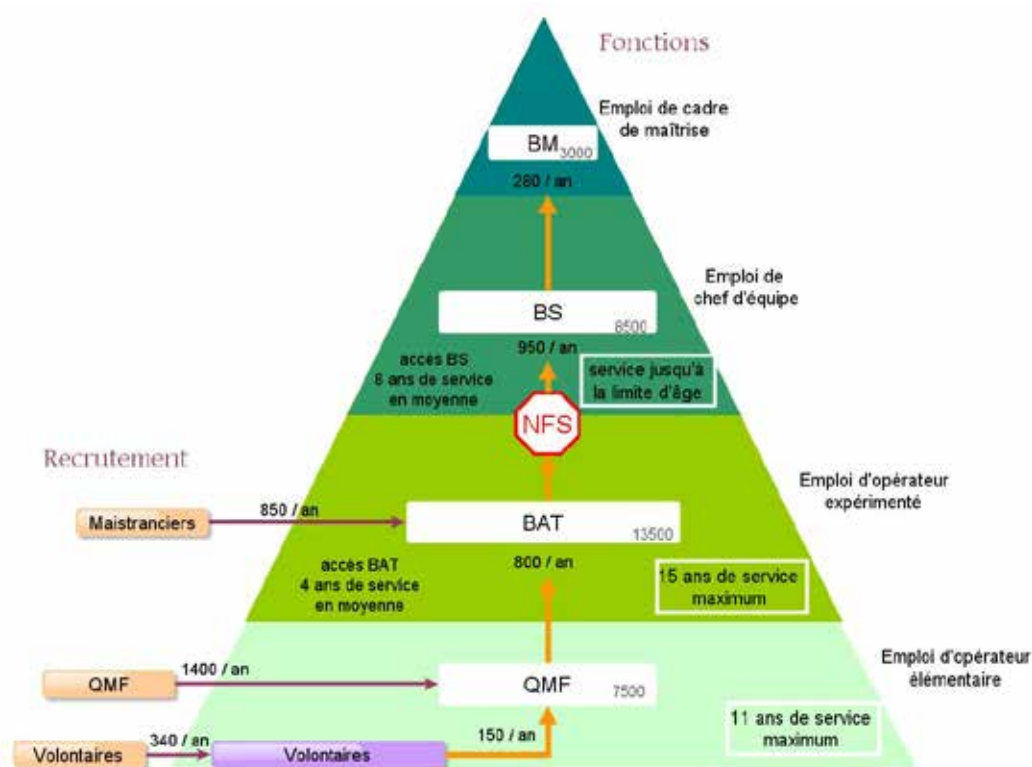 Fonctions
Emploi de cadre
de maîtrise
BM
3000
280 / an
Emploi de
chef d'équipe
BS
8500
950 / an
accès BS
8 ans de service
en moyenne
service jusqu'à
la limite d'âge
NFS
Recrutement
Emploi d'opérateur
expérimenté
Maistranciers
850 / an
BAT
13500
accès BAT
4 ans de service
en moyenne
800 / an
15 ans de service
maximum
Emploi d'opérateur
élémentaire
QMF
1400 / an
QMF
7500
11 ans de service
maximum
Volontaires
340 / an
Volontaires
150 / an